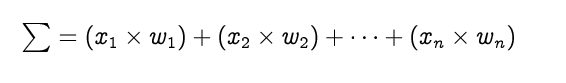 ∑ = (x₁ × w₁) + (x₂ × w₂) + ··· + (xₙ × wₙ)